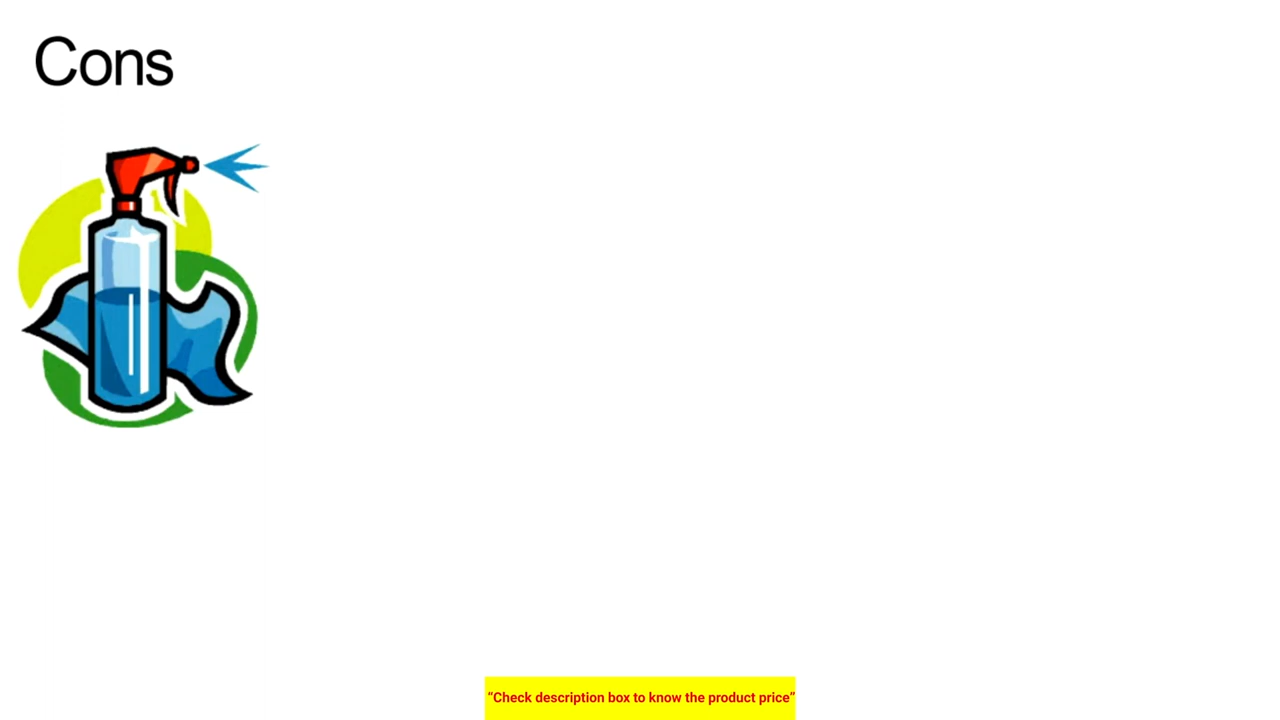 Cons
“Check description box to know the product price”